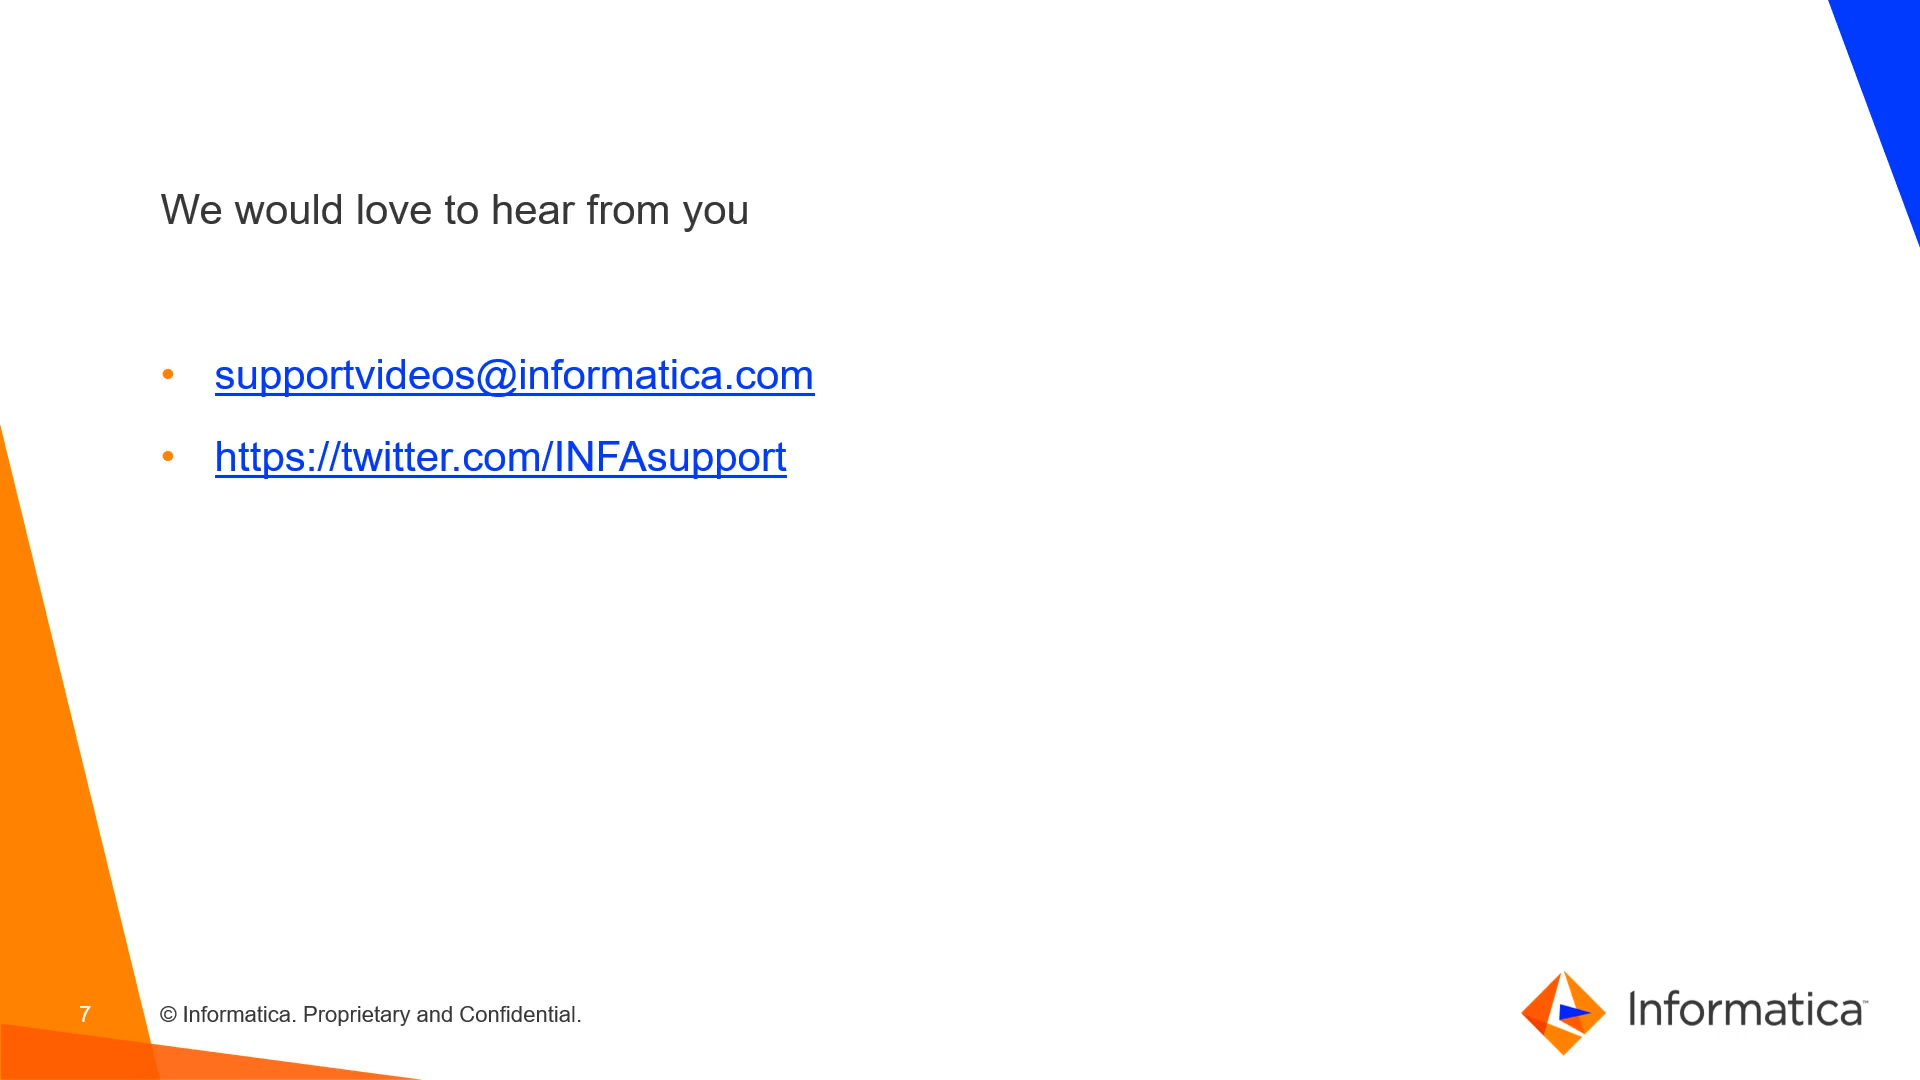 We would love to hear from you
• supportvideos@informatica.com
• https://twitter.com/INFAsupport
7 © Informatica. Proprietary and Confidential.
Informatica™